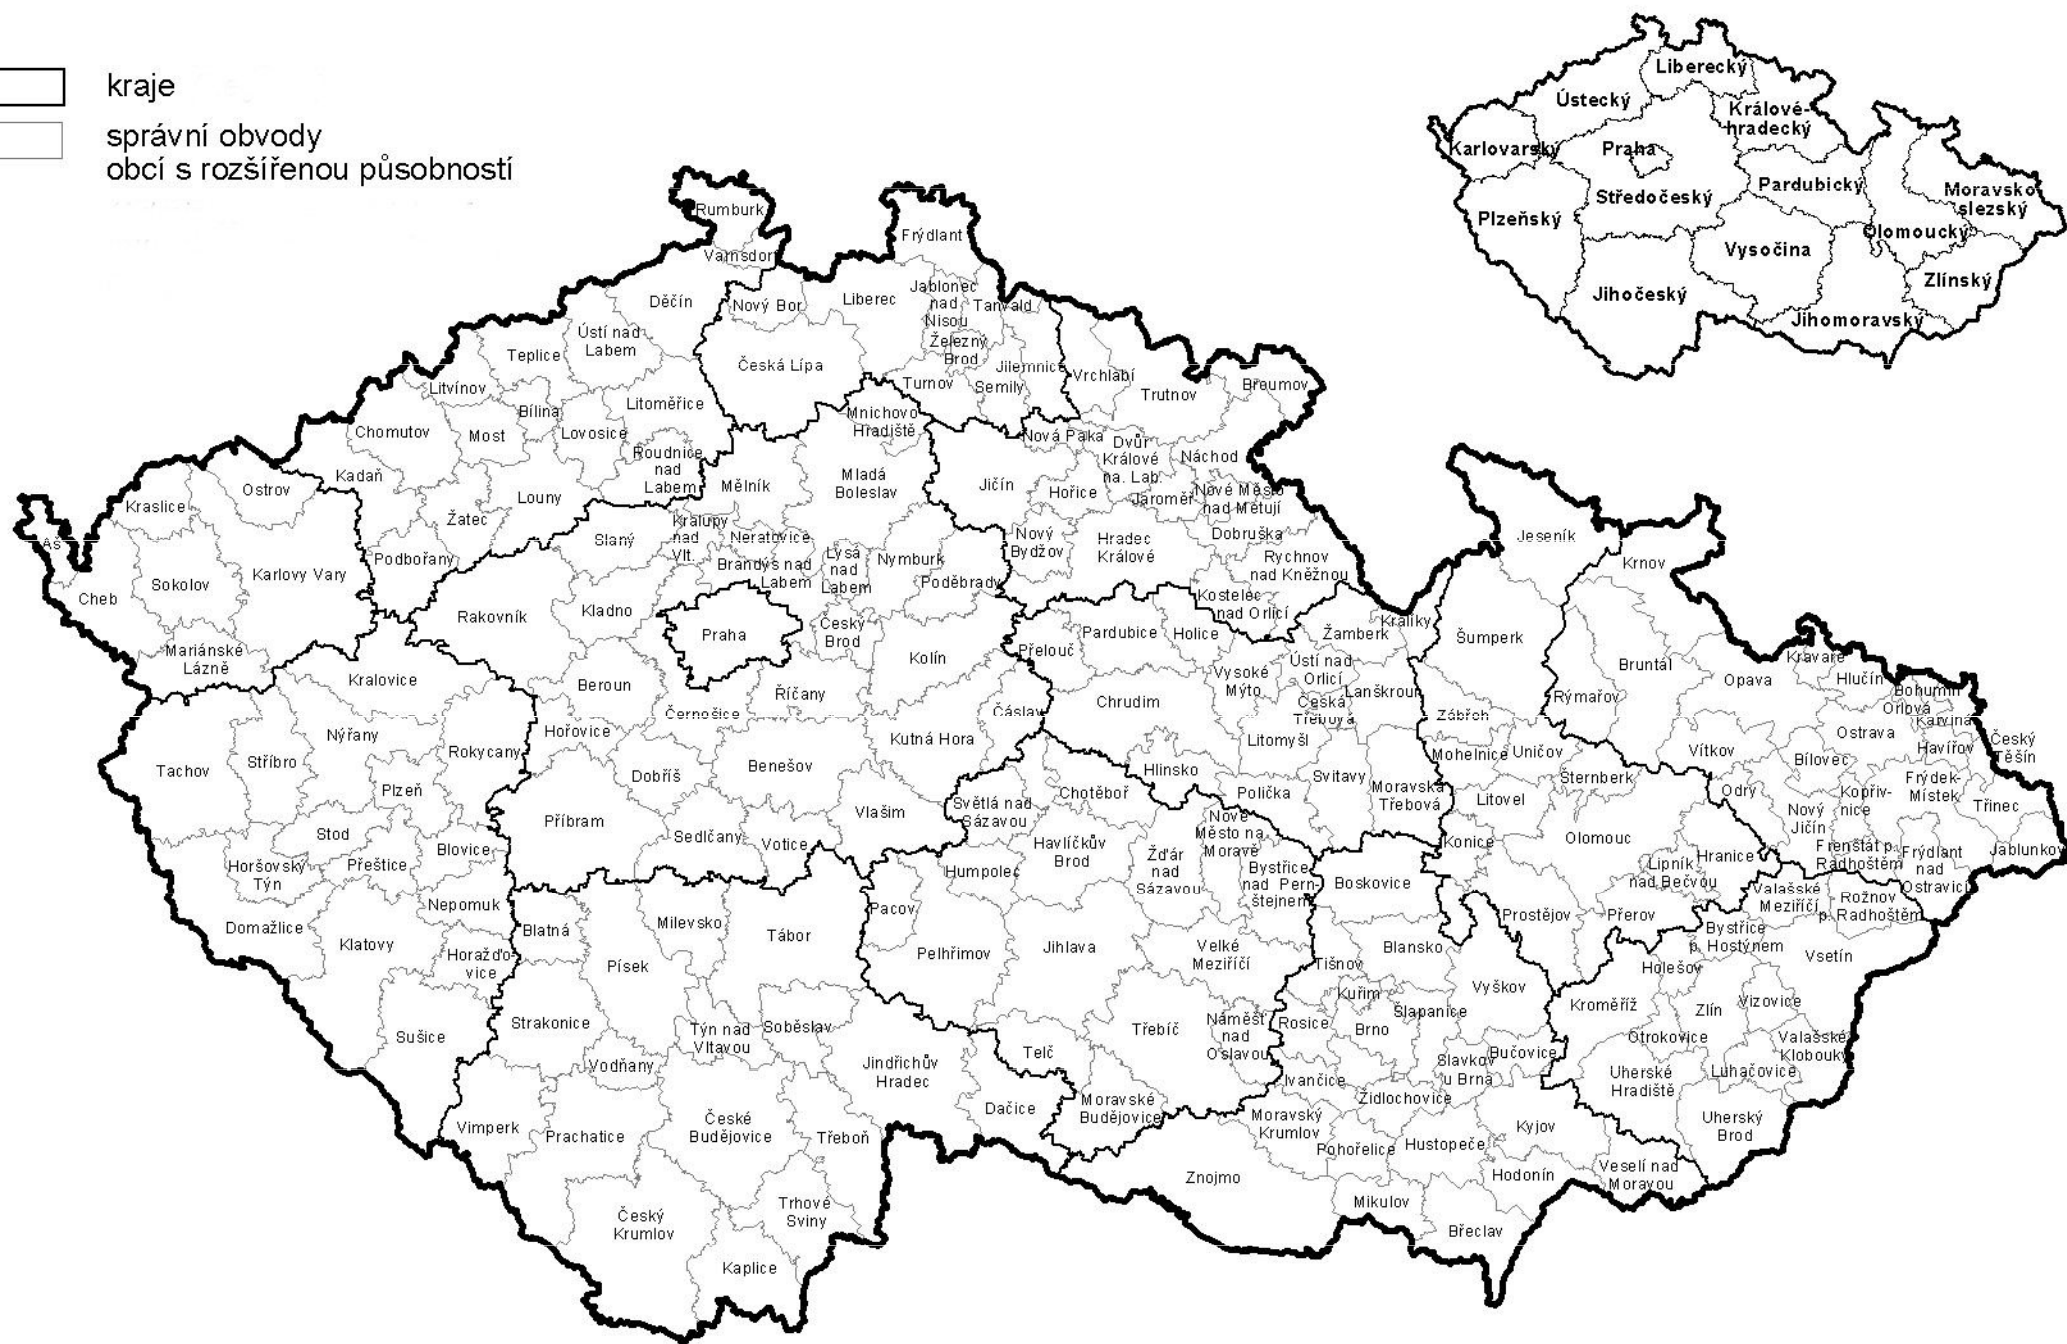 kraje
správní obvody
obcí s rozšířenou působností
Liberecký
Ústecký
Králové-
hradecký
Karlovarský
Praha
Pardubický
Moravsko
slezský
Středočeský
Plzeňský
Olomoucký
Vysočina
Zlínský
Jihočeský
Jihomoravský
Rumburk
Varnsdorf
Frýdlant
Děčín
Nový Bor
Liberec
Jablonec
nad
Nisou
Tanvald
Ústí nad
Labem
Teplice
Česká Lípa
Železný
Brod
Jilemnice
Semily
Turnov
Vrchlabí
Trutnov
Broumov
Litvínov
Bílina
Litoměřice
Lovosice
Most
Chomutov
Mnichovo
Hradiště
Nová Paka
Dvůr
Králové
na. Lab.
Náchod
Roudnice
nad
Labem
Kadaň
Ostrov
Kraslice
Louny
Žatec
Mělník
Mladá
Boleslav
Jičín
Hořice
Jaroměř
Nové Město
nad Metují
Aš
Cheb
Sokolov
Karlovy Vary
Podbořany
Slaný
Kralupy
nad
Vlt.
Neratovice
Brandýs nad
Labem
Lysá
nad
Labem
Nymburk
Poděbrady
Nový
Bydžov
Hradec
Králové
Dobruška
Rychnov
nad Kněžnou
Kostelec
nad Orlicí
Jeseník
Krnov
Rakovník
Kladno
Praha
Český
Brod
Kolín
Přelouč
Pardubice
Holice
Žamberk
Králíky
Šumperk
Mariánské
Lázně
Kralovice
Beroun
Říčany
Černošice
Čáslav
Chrudim
Vysoké
Mýto
Ústí nad
Orlicí
Česká
Třebová
Lanškroun
Zábřeh
Rýmařov
Bruntál
Opava
Kravaře
Hlučín
Bohumín
Orlová
Karviná
Tachov
Stříbro
Nýřany
Rokycany
Hořovice
Dobříš
Benešov
Kutná Hora
Hlinsko
Litomyšl
Svitavy
Moravská
Třebová
Mohelnice
Uničov
Šternberk
Vítkov
Bílovec
Ostrava
Havířov
Český
Těšín
Plzeň
Příbram
Sedlčany
Votice
Vlašim
Světlá nad
Sázavou
Chotěboř
Polička
Litovel
Odry
Nový
Jičín
Kopřiv-
nice
Frýdek-
Místek
Třinec
Stod
Přeštice
Blovice
Horšovský
Týn
Humpolec
Havlíčkův
Brod
Žďár
nad
Sázavou
Nové
Město na
Moravě
Bystřice
nad Pern-
štejnem
Boskovice
Konice
Olomouc
Lipník
nad Bečvou
Hranice
Frenštát p.
Radhoštěm
Frýdlant
nad
Ostravicí
Jablunkov
Domažlice
Klatovy
Nepomuk
Horažďo-
vice
Blatná
Písek
Milevsko
Tábor
Pacov
Pelhřimov
Jihlava
Velké
Meziříčí
Tišnov
Blansko
Prostějov
Přerov
Valašské
Meziříčí
Rožnov
p. Radhoštěm
Bystřice
p. Hostýnem
Vsetín
Holešov
Sušice
Strakonice
Vodňany
Týn nad
Vltavou
Soběslav
Jindřichův
Hradec
Telč
Třebíč
Náměšť
nad
Oslavou
Rosice
Kuřim
Brno
Šlapanice
Vyškov
Kroměříž
Zlín
Vizovice
Otrokovice
Valašské
Klobouky
Luhačovice
Slavkov
u Brna
Bučovice
Uherské
Hradiště
Vimperk
Prachatice
České
Budějovice
Třeboň
Dačice
Moravské
Budějovice
Ivančice
Židlochovice
Moravský
Krumlov
Pohořelice
Hustopeče
Kyjov
Uherský
Brod
Znojmo
Hodonín
Veselí nad
Moravou
Český
Krumlov
Trhové
Sviny
Mikulov
Břeclav
Kaplice